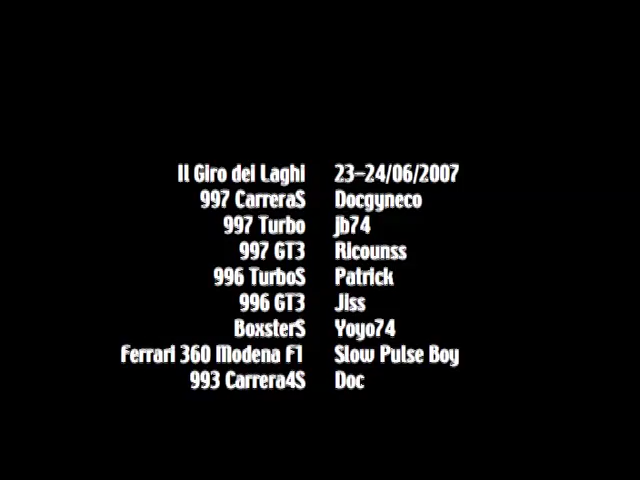 Il Giro dei Laghi 23-24/06/2007
997 CarreraS Docgyneco
997 Turbo Jb74
997 GT3 Ricounss
996 TurboS Patrick
996 GT3 Jiss
BoxsterS Yoyo74
Ferrari 360 Modena F1 Slow Pulse Boy
993 Carrera4S Doc